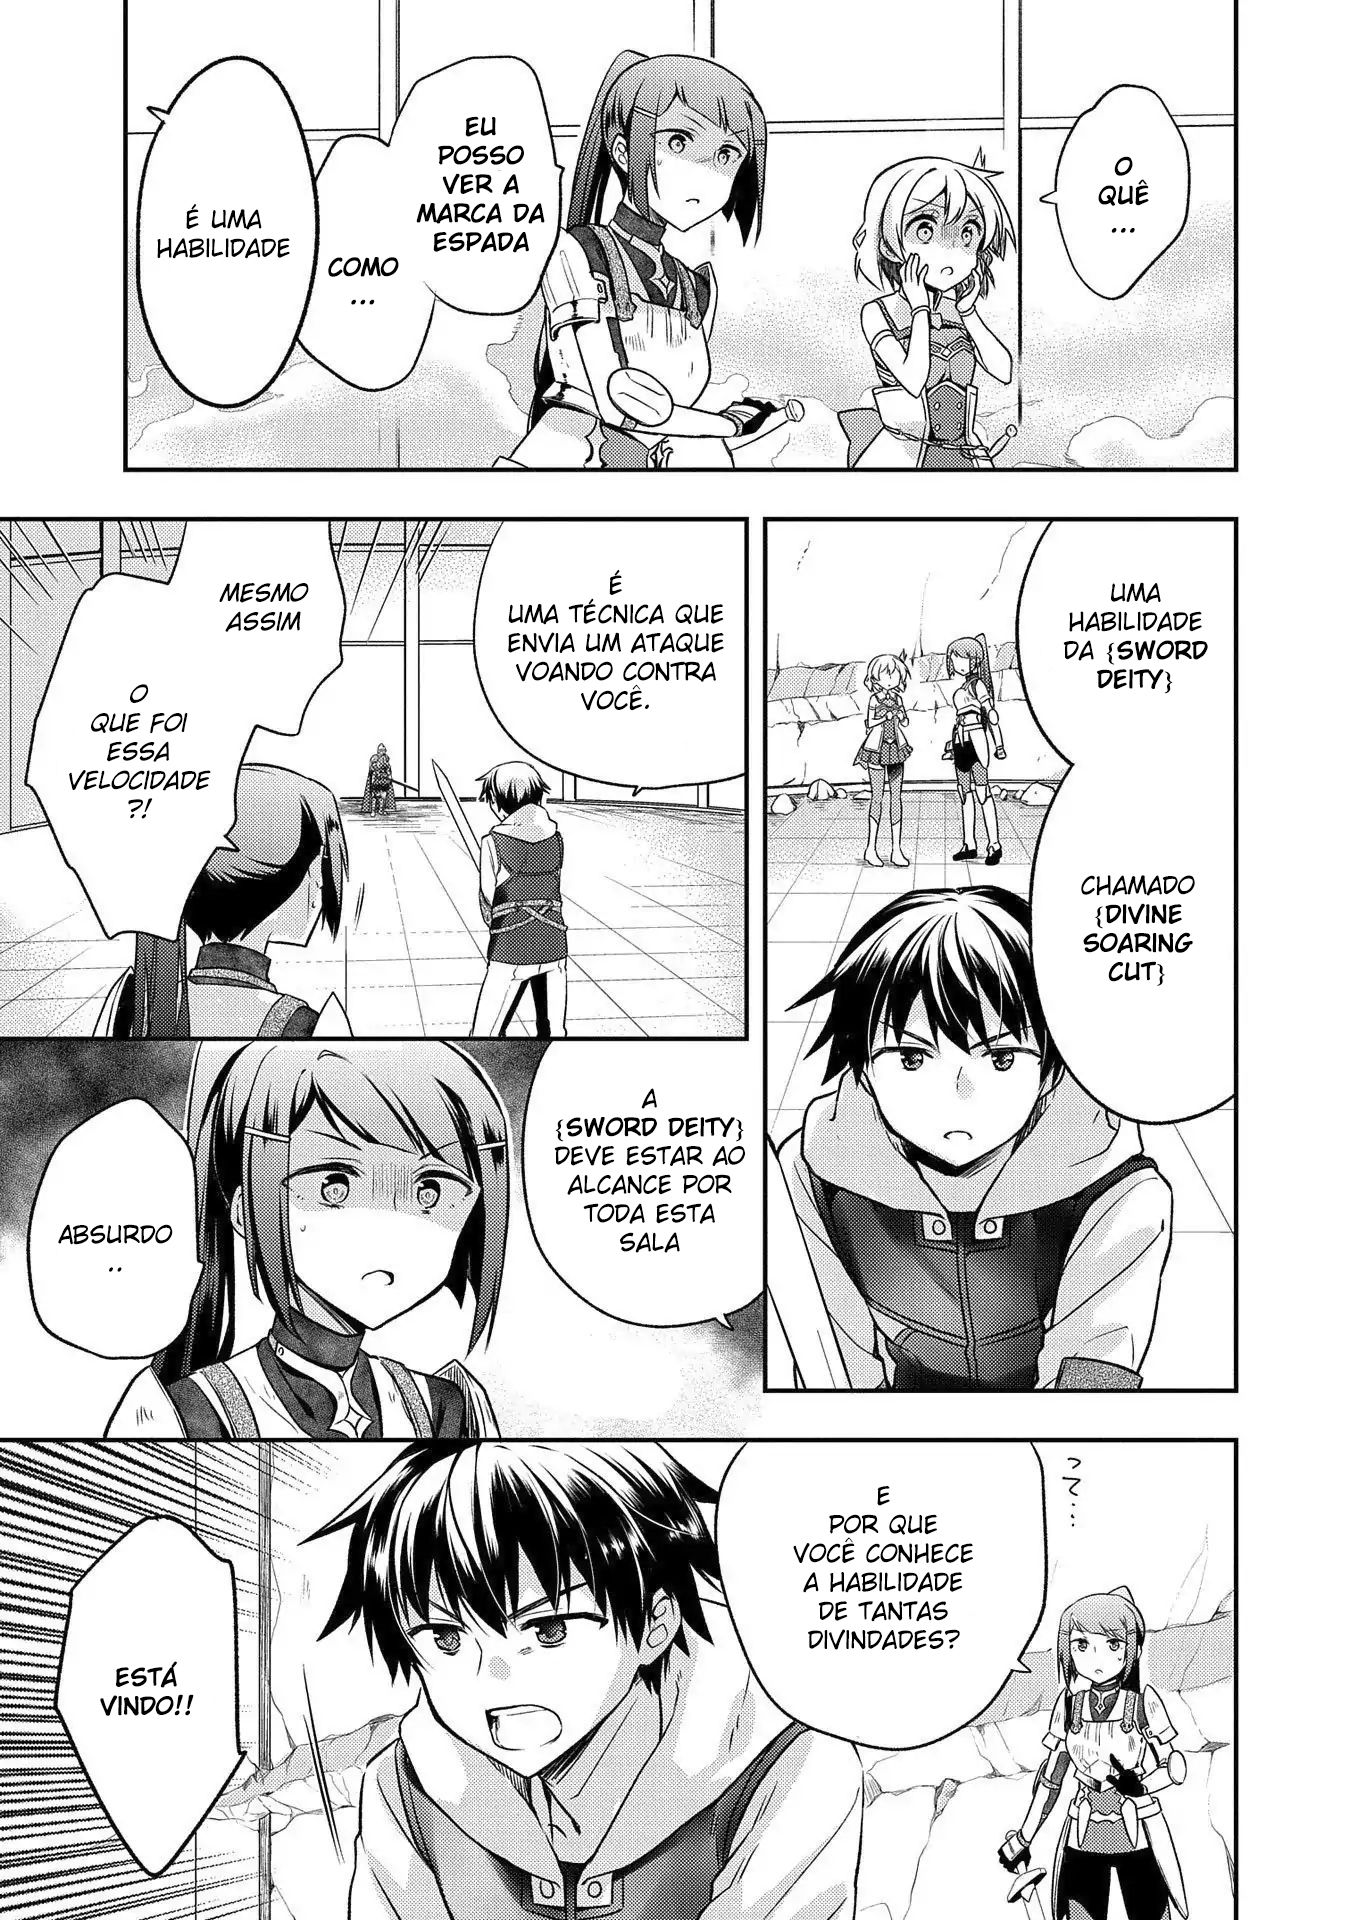 O
QUÊ
...
EU
POSSO
VER A
MARCA DA
ESPADA
COMO
...
É UMA
HABILIDADE
UMA
HABILIDADE
DA {SWORD
DEITY}
CHAMADO
{DIVINE
SOARING
CUT}
É
UMA TÉCNICA QUE
ENVIA UM ATAQUE
VOANDO CONTRA
VOCÊ.
MESMO
ASSIM
O
QUE FOI
ESSA
VELOCIDADE
?!
A
{SWORD DEITY}
DEVE ESTAR AO
ALCANCE POR
TODA ESTA
SALA
ABSURDO
..
って…
E
POR QUE
VOCÊ CONHECE
A HABILIDADE
DE TANTAS
DIVINDADES?
ESTÁ
VINDO!!